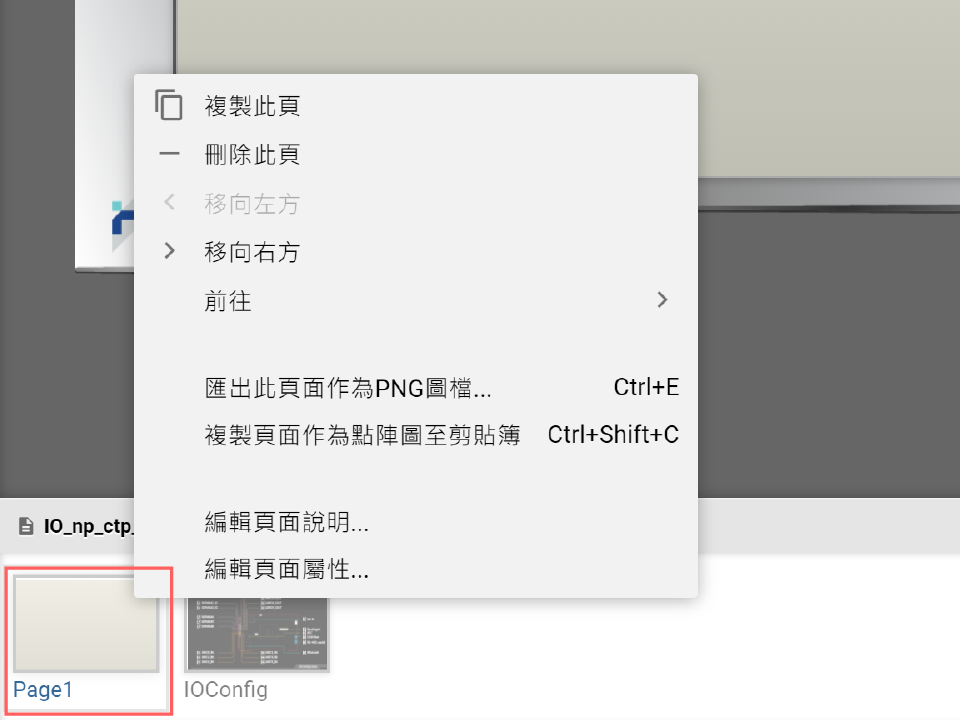 複製此頁
刪除此頁
移向左方
移向右方
前往
匯出此頁面作為PNG圖檔... Ctrl+E
複製頁面作為點陣圖至剪貼簿 Ctrl+Shift+C
編輯頁面說明...
編輯頁面屬性...
IO_np_ctp_
Page1
IOConfig